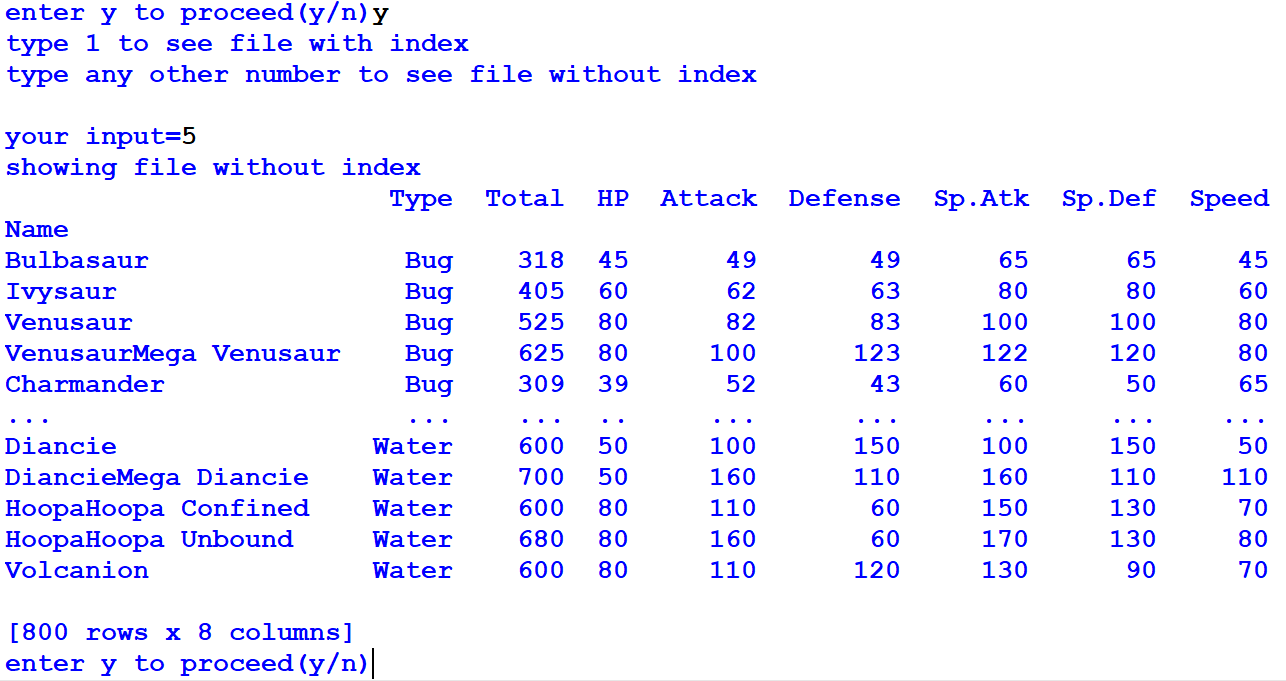 enter y to proceed(y/n)y
type 1 to see file with index
type any other number to see file without index
your input=5
showing file without index
Type Total HP Attack Defense Sp.Atk Sp.Def Speed
Name
Bulbasaur Bug 318 45 49 49 65 65 45
Ivysaur Bug 405 60 62 63 80 80 60
Venusaur Bug 525 80 82 83 100 100 80
VenusaurMega Venusaur Bug 625 80 100 123 122 120 80
Charmander Bug 309 39 52 43 60 50 65
... ... ... .. ... ... ... ... ...
Diancie Water 600 50 100 150 100 150 50
DiancieMega Diancie Water 700 50 160 110 160 110 110
HoopaHoopa Confined Water 600 80 110 60 150 130 70
HoopaHoopa Unbound Water 680 80 160 60 170 130 80
Volcanion Water 600 80 110 120 130 90 70
[800 rows x 8 columns]
enter y to proceed(y/n)